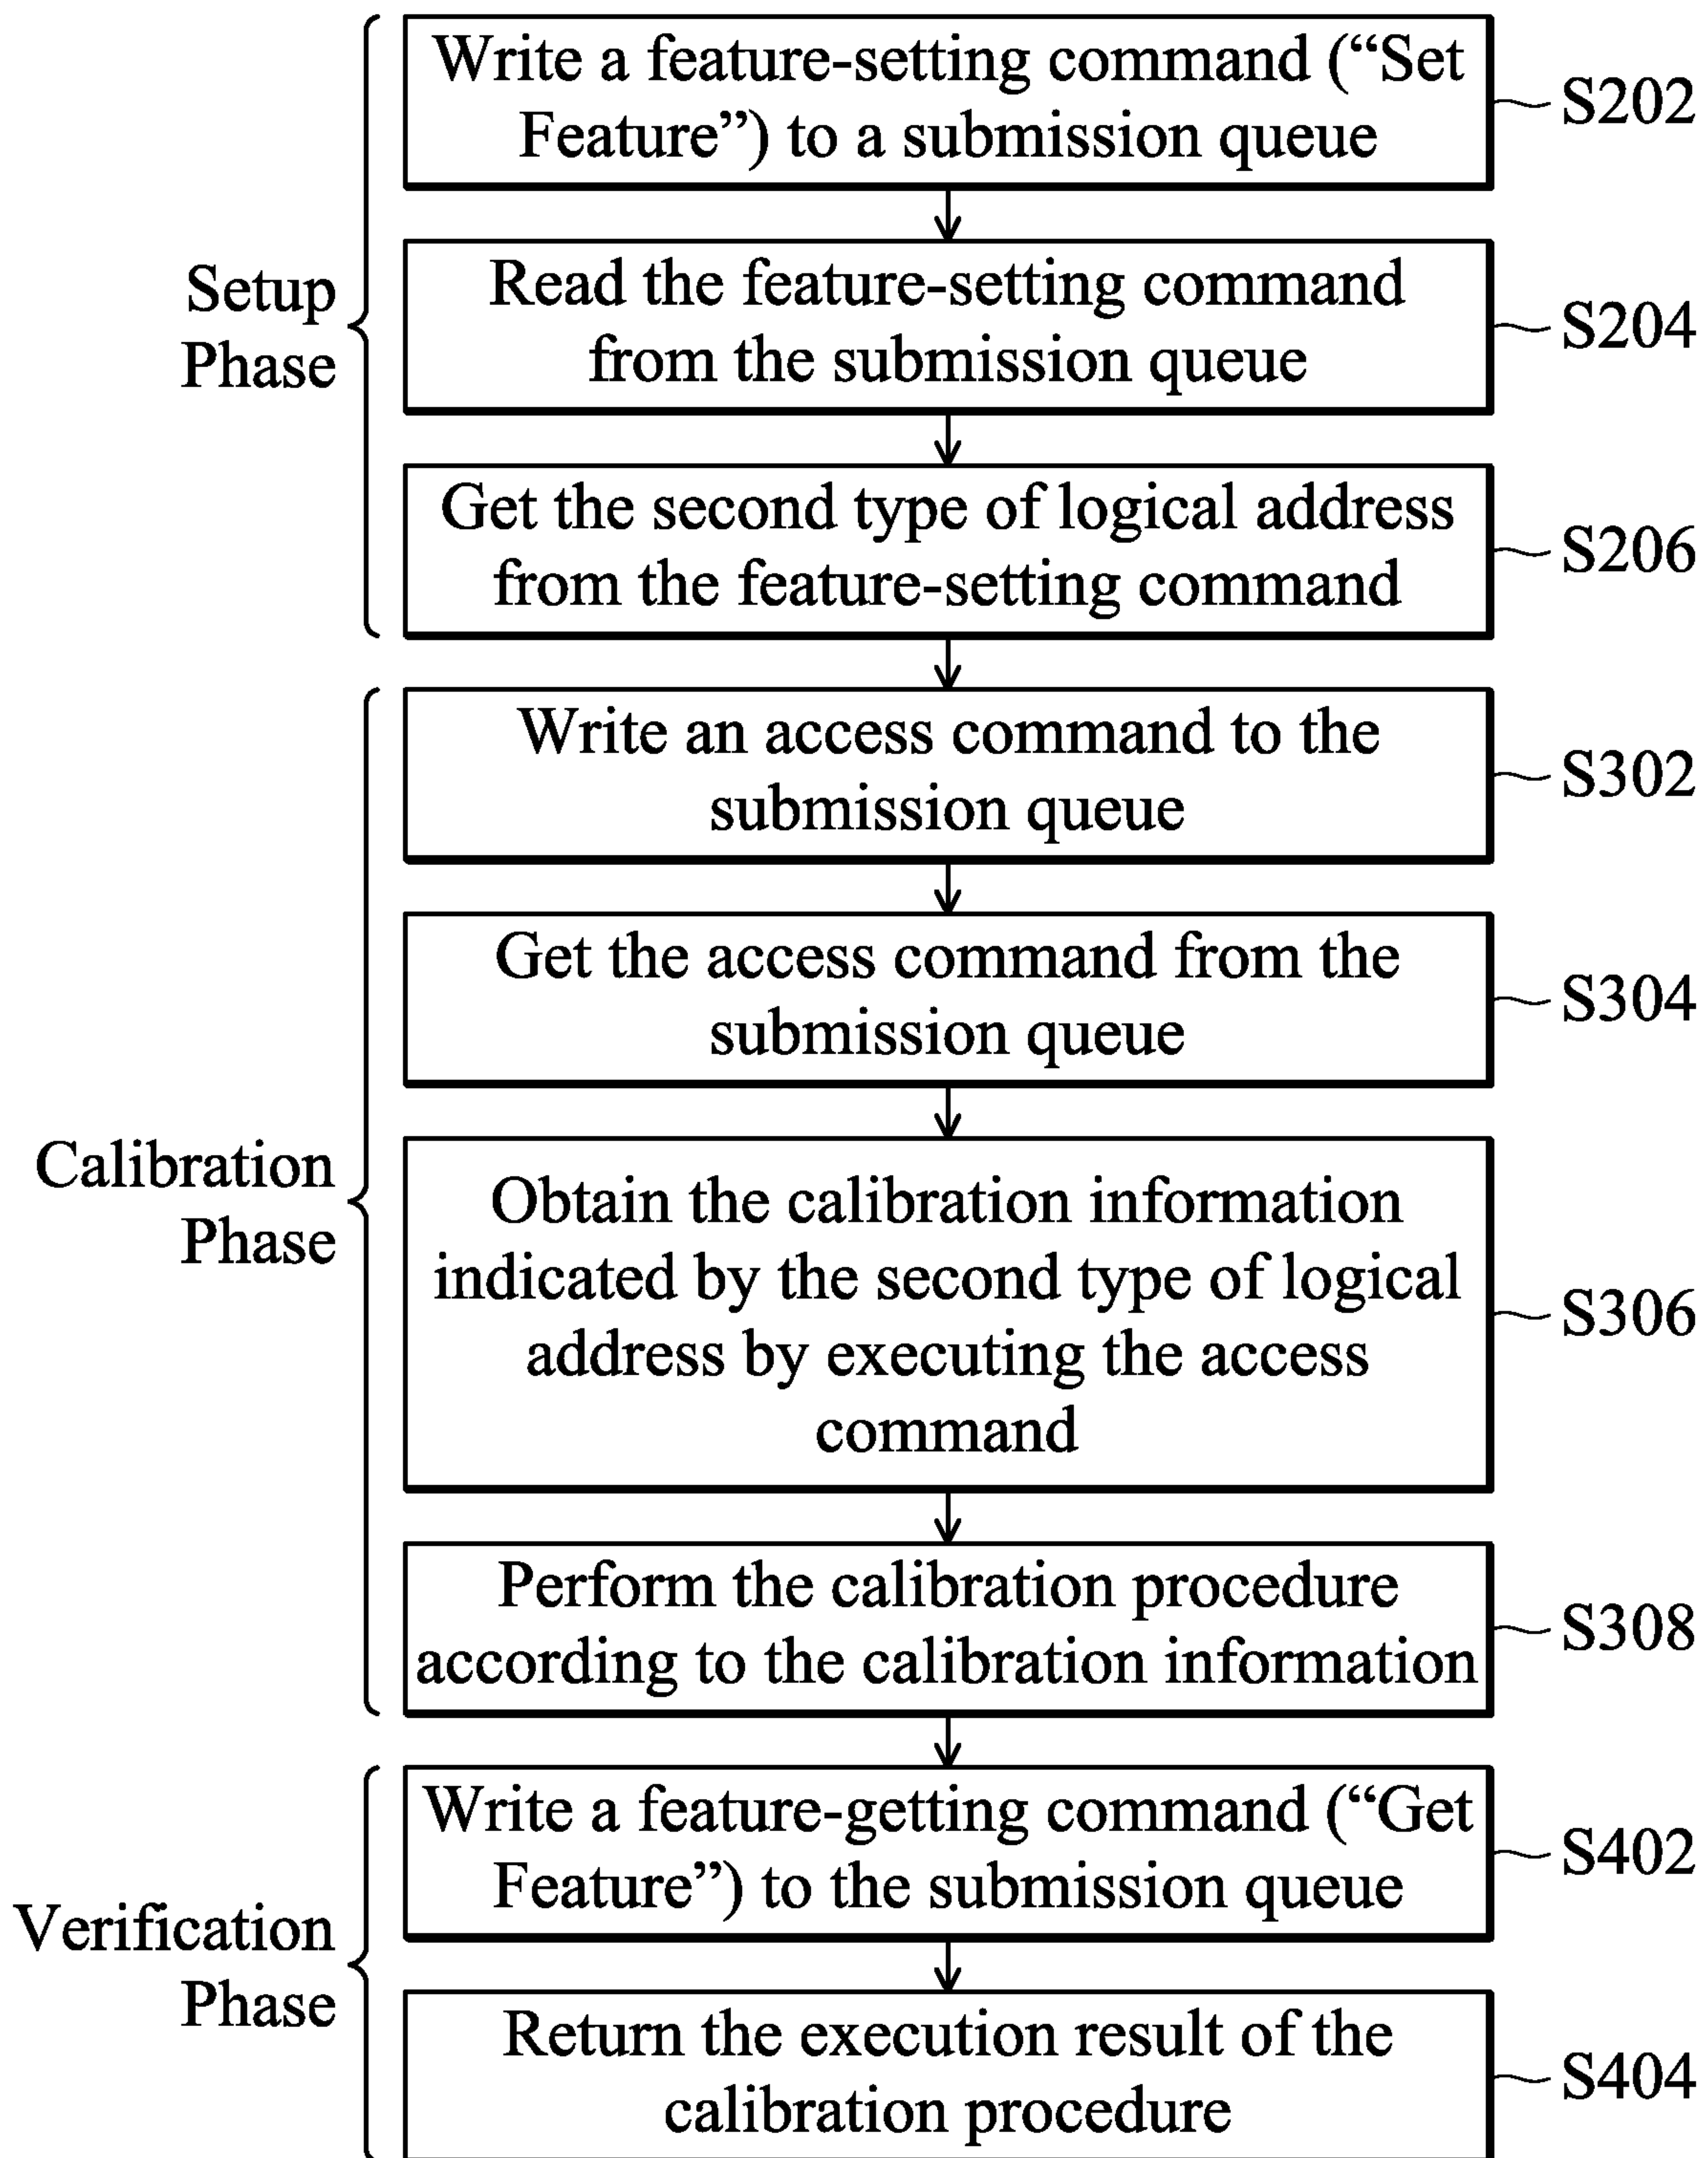 Write a feature-setting command (“Set
Feature”) to a submission queue
S202
Setup
Phase
Read the feature-setting command
from the submission queue
S204
Get the second type of logical address
from the feature-setting command
S206
Write an access command to the
submission queue
S302
Get the access command from the
submission queue
S304
Calibration
Phase
Obtain the calibration information
indicated by the second type of logical
address by executing the access
command
S306
Perform the calibration procedure
according to the calibration information
S308
Write a feature-getting command (“Get
Feature”) to the submission queue
S402
Verification
Phase
Return the execution result of the
calibration procedure
S404